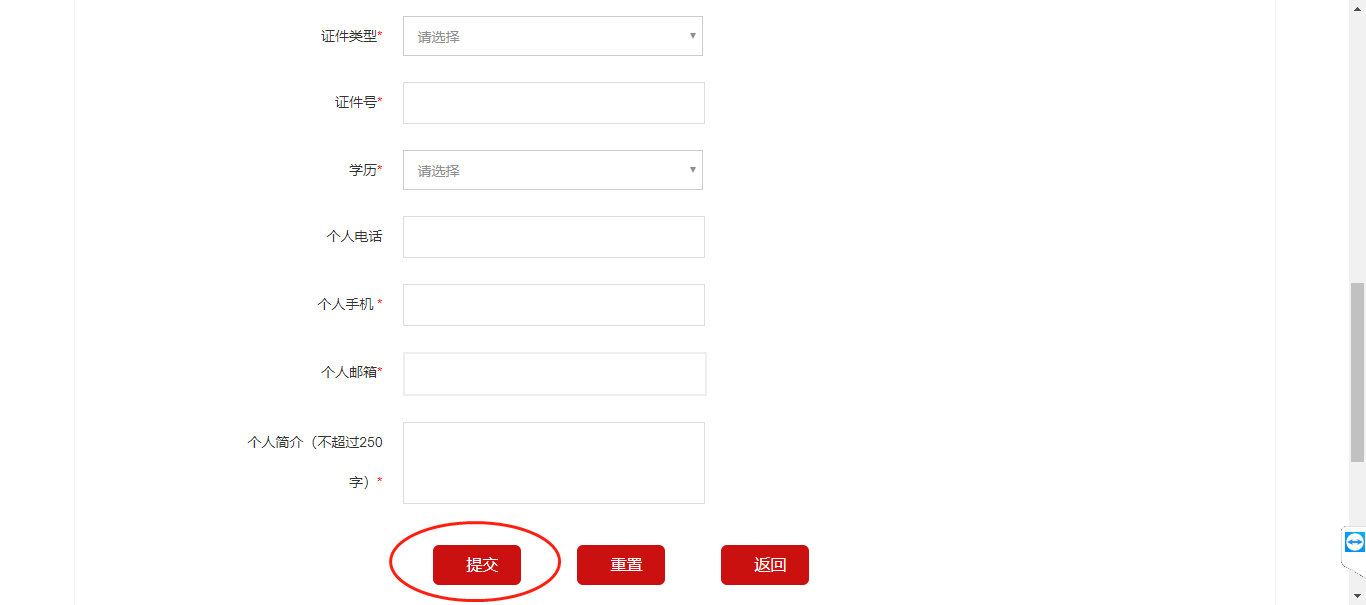 证件类型* 请选择
证件号*
学历* 请选择
个人电话
个人手机 *
个人邮箱*
个人简介（不超过250
字）*
提交 重置 返回